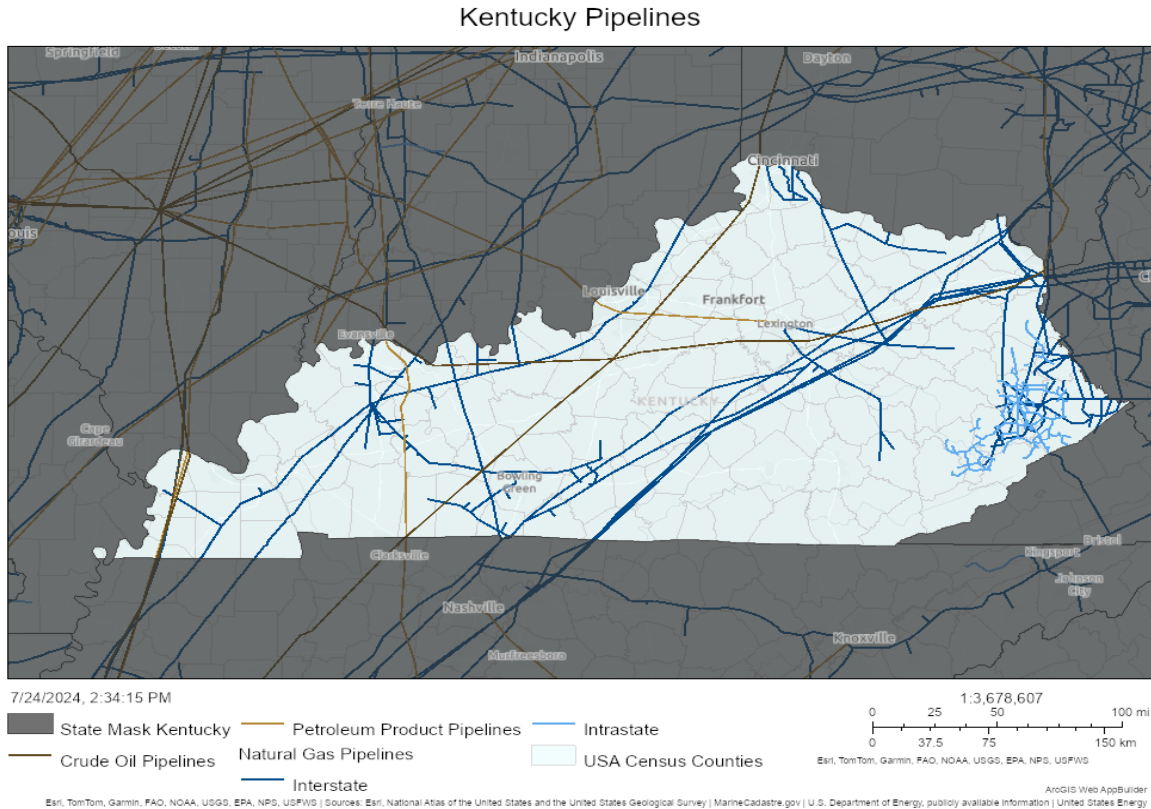 Kentucky Pipelines
Springfield
Indianapolis
Dayton
Terre Haute
Cincinnati
ouis
Louisville
Frankfort
Lexington
Evansville
KENTUCKY
Cape
Girardeau
Bowling
Green
Clarksville
Bristol
Kingsport
Johnson
City
Nashville
Knoxville
Murfreesboro
7/24/2024, 2:34:15 PM
1:3,678,607
0 25 50 100 mi
0 37.5 75 150 km
State Mask Kentucky
Petroleum Product Pipelines
Intrastate
Crude Oil Pipelines
Natural Gas Pipelines
USA Census Counties
Interstate
Esri, TomTom, Garmin, FAO, NOAA, USGS, EPA, NPS, USFWS
ArcGIS Web AppBuilder
Esri, TomTom, Garmin, FAO, NOAA, USGS, EPA, NPS, USFWS | Sources: Esri, National Atlas of the United States and the United States Geological Survey | MarineCadastre.gov | U.S. Department of Energy, publicly available information | United States Energy